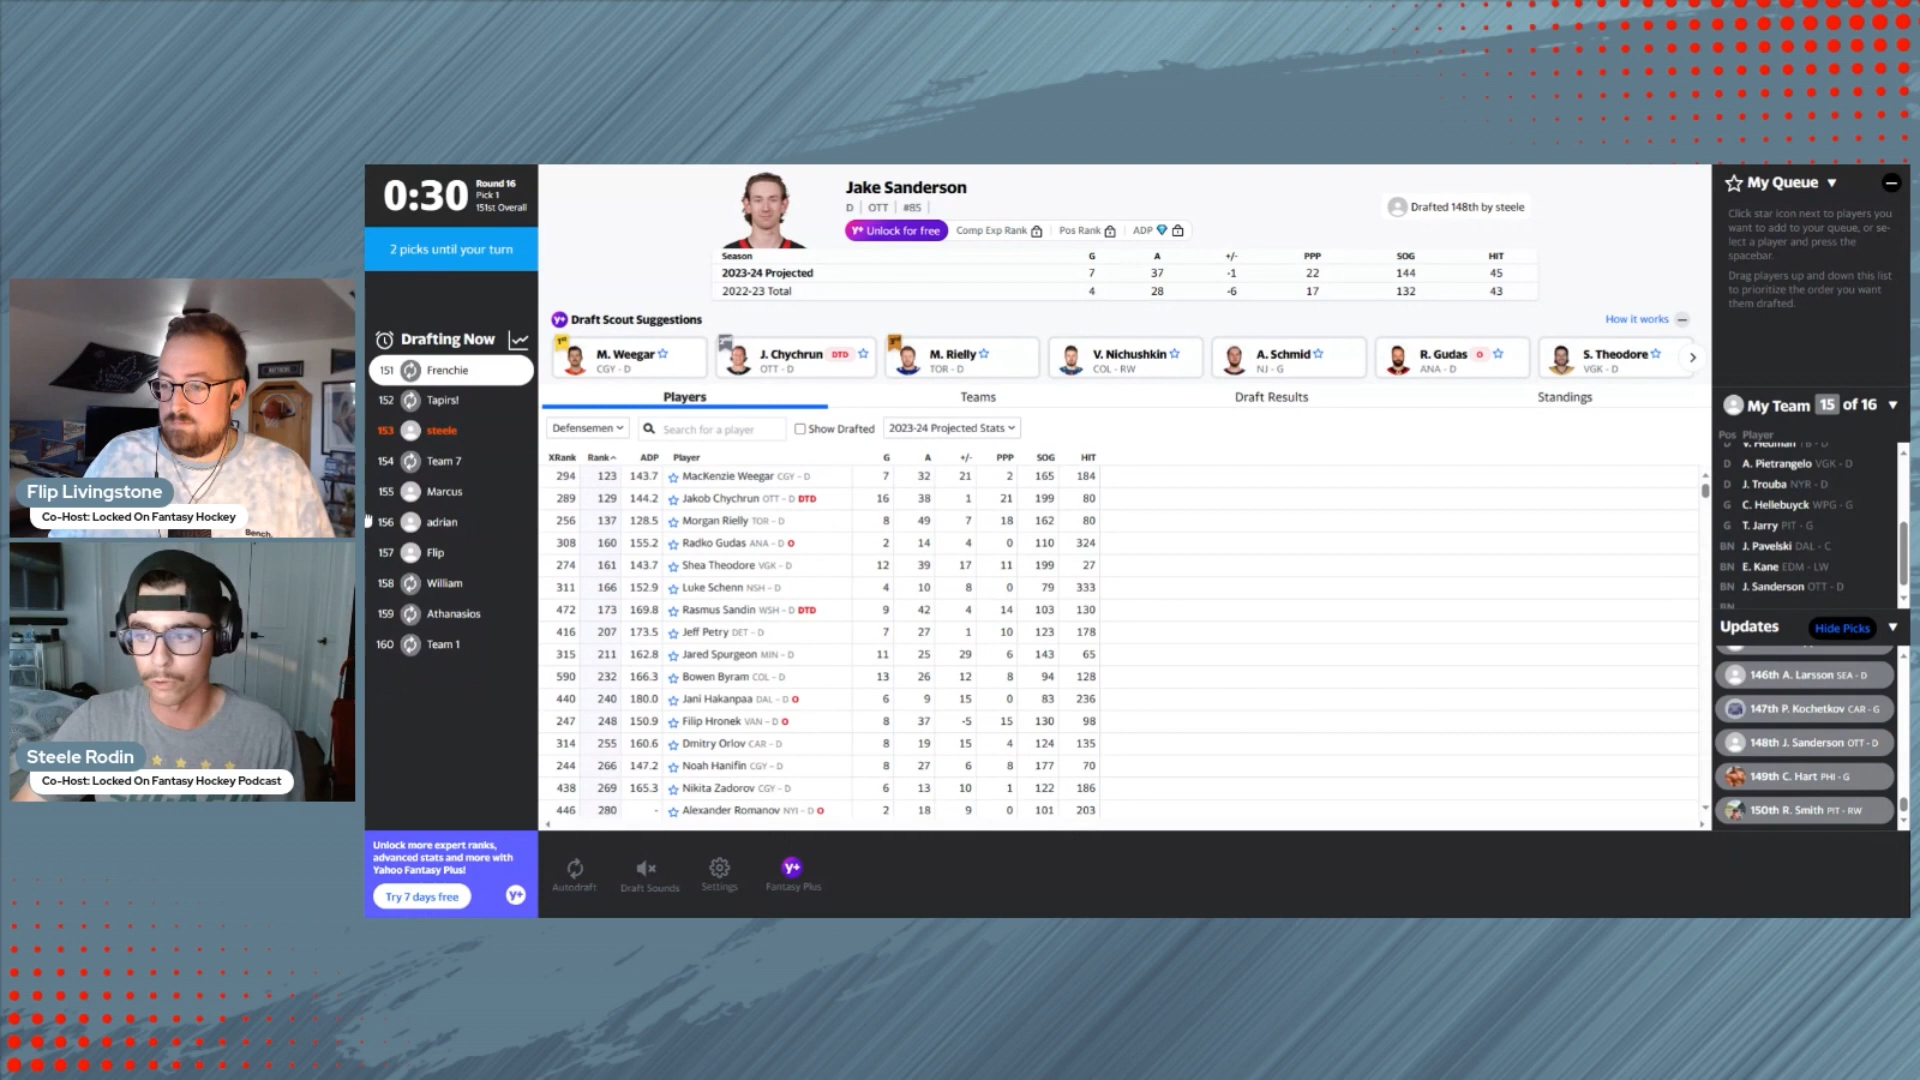 0:30
Round 16
Pick 1
151st Overall
2 picks until your turn
Jake Sanderson
D | OTT | #85
Y+ Unlock for free
Comp Exp Rank | Pos Rank | ADP
Drafted 148th by steele
Season G A +/- PPP SOG HIT
2023-24 Projected 7 37 -1 22 144 45
2022-23 Total 4 28 -6 17 132 43
Y+ Draft Scout Suggestions
How it works
1st M. Weegar
CGY - D
2nd J. Chychrun DTD
OTT - D
3rd M. Rielly
TOR - D
V. Nichushkin
COL - RW
A. Schmid
NJ - G
R. Gudas O
ANA - D
S. Theodore
VGK - D
Players Teams Draft Results Standings
Defensemen
Search for a player
Show Drafted
2023-24 Projected Stats
XRank Rank ADP Player G A +/- PPP SOG HIT
294 123 143.7 MacKenzie Weegar CGY - D 7 32 21 2 165 184
289 129 144.2 Jakob Chychrun OTT - D DTD 16 38 1 21 199 80
256 137 128.5 Morgan Rielly TOR - D 8 49 7 18 162 80
308 160 155.2 Radko Gudas ANA - D O 2 14 4 0 110 324
274 161 143.7 Shea Theodore VGK - D 12 39 17 11 199 27
311 166 152.9 Luke Schenn NSH - D 4 10 8 0 79 333
472 173 169.8 Rasmus Sandin WSH - D DTD 9 42 4 14 103 130
416 207 173.5 Jeff Petry DET - D 7 27 1 10 123 178
315 211 162.8 Jared Spurgeon MIN - D 11 25 29 6 143 65
590 232 166.3 Bowen Byram COL - D 13 26 12 8 94 128
440 240 180.0 Jani Hakanpaa DAL - D O 6 9 15 0 83 236
247 248 150.9 Filip Hronek VAN - D O 8 37 -5 15 130 98
314 255 160.6 Dmitry Orlov CAR - D 8 19 15 4 124 135
244 266 147.2 Noah Hanifin CGY - D 8 27 6 8 177 70
438 269 165.3 Nikita Zadorov CGY - D 6 13 10 1 122 186
446 280 - Alexander Romanov NYI - D O 2 18 9 0 101 203
Drafting Now
151 Frenchie
152 Tapirs!
153 steele
154 Team 7
155 Marcus
156 adrian
157 Flip
158 William
159 Athanasios
160 Team 1
Unlock more expert ranks,
advanced stats and more with
Yahoo Fantasy Plus!
Try 7 days free
y+
Autodraft
Draft Sounds
Settings
y+
Fantasy Plus
My Queue
Click star icon next to players you
want to add to your queue, or se-
lect a player and press the
spacebar.
Drag players up and down this list
to prioritize the order you want
them drafted.
My Team 15 of 16
Pos Player
D V. Hedman TB - D
D A. Pietrangelo VGK - D
D J. Trouba NYR - D
G C. Hellebuyck WPG - G
G T. Jarry PIT - G
BN J. Pavelski DAL - C
BN E. Kane EDM - LW
BN J. Sanderson OTT - D
BN
Updates
Hide Picks
146th A. Larsson SEA - D
147th P. Kochetkov CAR - G
148th J. Sanderson OTT - D
149th C. Hart PHI - G
150th R. Smith PIT - RW
Flip Livingstone
Co-Host: Locked On Fantasy Hockey
Bench.
Steele Rodin
Co-Host: Locked On Fantasy Hockey Podcast